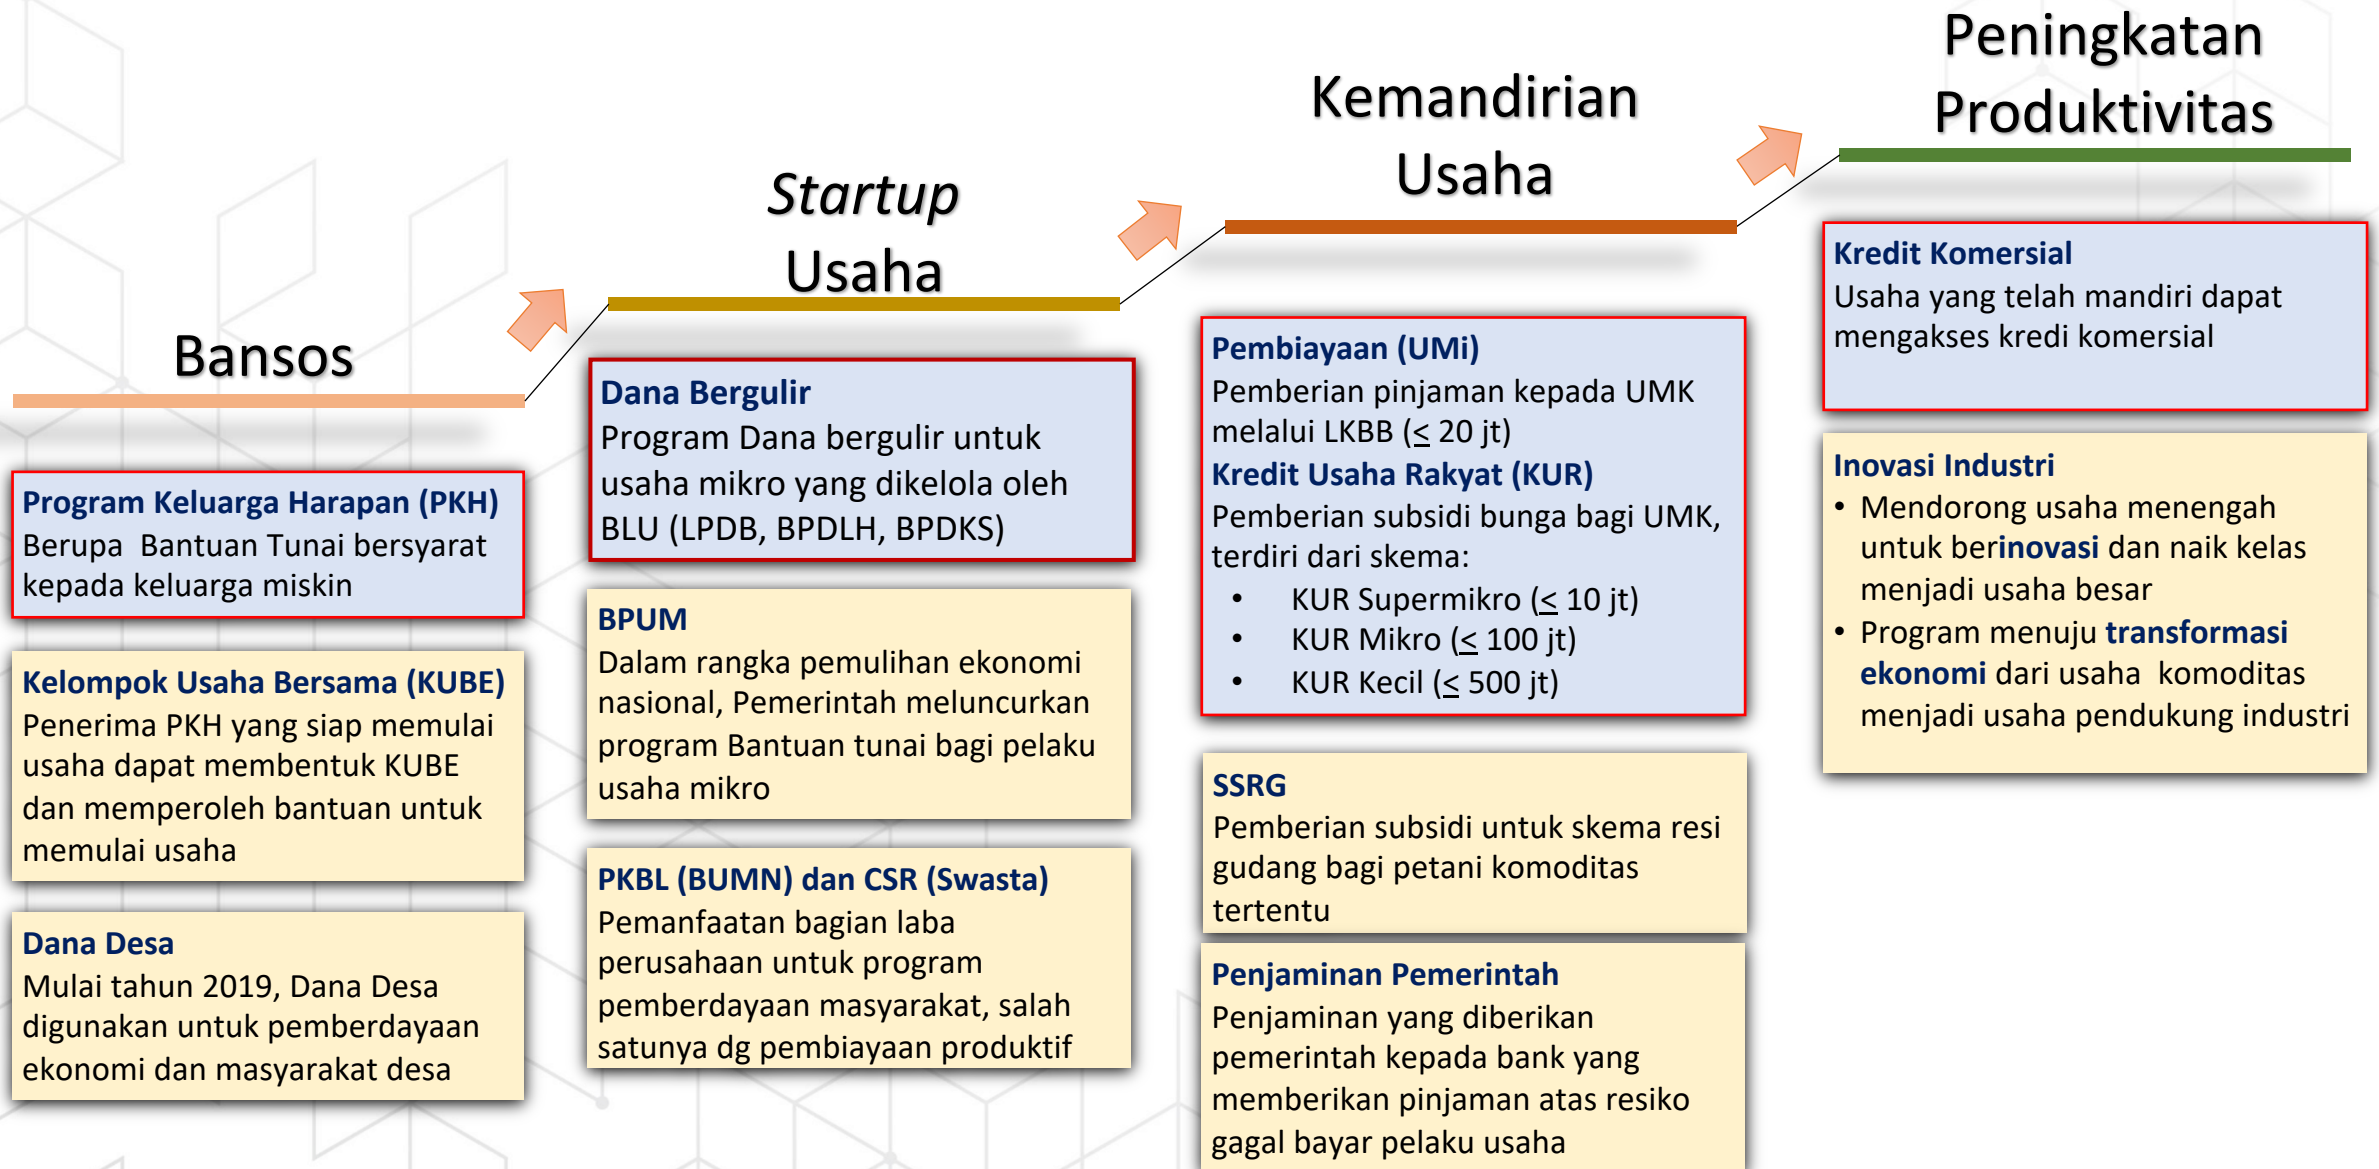 Bansos
Program Keluarga Harapan (PKH)
Berupa Bantuan Tunai bersyarat
kepada keluarga miskin
Kelompok Usaha Bersama (KUBE)
Penerima PKH yang siap memulai
usaha dapat membentuk KUBE
dan memperoleh bantuan untuk
memulai usaha
Dana Desa
Mulai tahun 2019, Dana Desa
digunakan untuk pemberdayaan
ekonomi dan masyarakat desa
Startup
Usaha
Dana Bergulir
Program Dana bergulir untuk
usaha mikro yang dikelola oleh
BLU (LPDB, BPDLH, BPDKS)
BPUM
Dalam rangka pemulihan ekonomi
nasional, Pemerintah meluncurkan
program Bantuan tunai bagi pelaku
usaha mikro
PKBL (BUMN) dan CSR (Swasta)
Pemanfaatan bagian laba
perusahaan untuk program
pemberdayaan masyarakat, salah
satunya dg pembiayaan produktif
Kemandirian
Usaha
Pembiayaan (UMi)
Pemberian pinjaman kepada UMK
melalui LKBB (≤ 20 jt)
Kredit Usaha Rakyat (KUR)
Pemberian subsidi bunga bagi UMK,
terdiri dari skema:
• KUR Supermikro (≤ 10 jt)
• KUR Mikro (≤ 100 jt)
• KUR Kecil (≤ 500 jt)
SSRG
Pemberian subsidi untuk skema resi
gudang bagi petani komoditas
tertentu
Penjaminan Pemerintah
Penjaminan yang diberikan
pemerintah kepada bank yang
memberikan pinjaman atas resiko
gagal bayar pelaku usaha
Peningkatan
Produktivitas
Kredit Komersial
Usaha yang telah mandiri dapat
mengakses kredi komersial
Inovasi Industri
• Mendorong usaha menengah
untuk berinovasi dan naik kelas
menjadi usaha besar
• Program menuju transformasi
ekonomi dari usaha komoditas
menjadi usaha pendukung industri